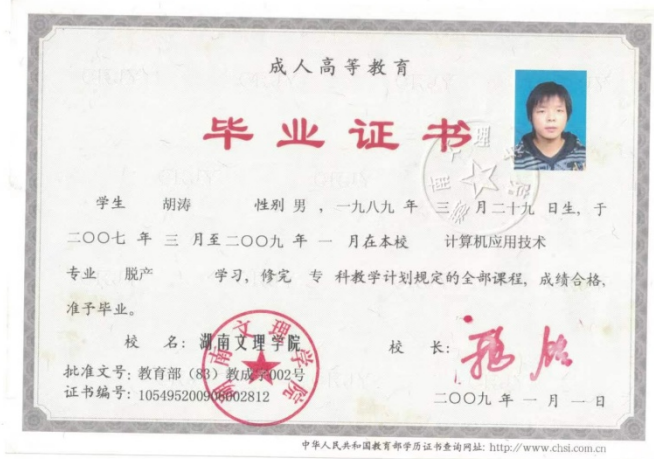 成人高等教育
毕业证书
学生 胡涛 性别 男 ，一九八九 年 三 月 二十九 日生，于
二〇〇七 年 三 月至 二〇〇九 年 一 月在本校 计算机应用技术
专业 脱产 学习，修完 专 科教学计划规定的全部课程，成绩合格，
准予毕业。
校 名：湖南文理学院 校 长：
湖南文理学院
批准文号：教育部（83）教成字002号
证书编号：105495200906002812
二〇〇九 年 一 月 一 日
中华人民共和国教育部学历证书查询网址：http://www.chsi.com.cn